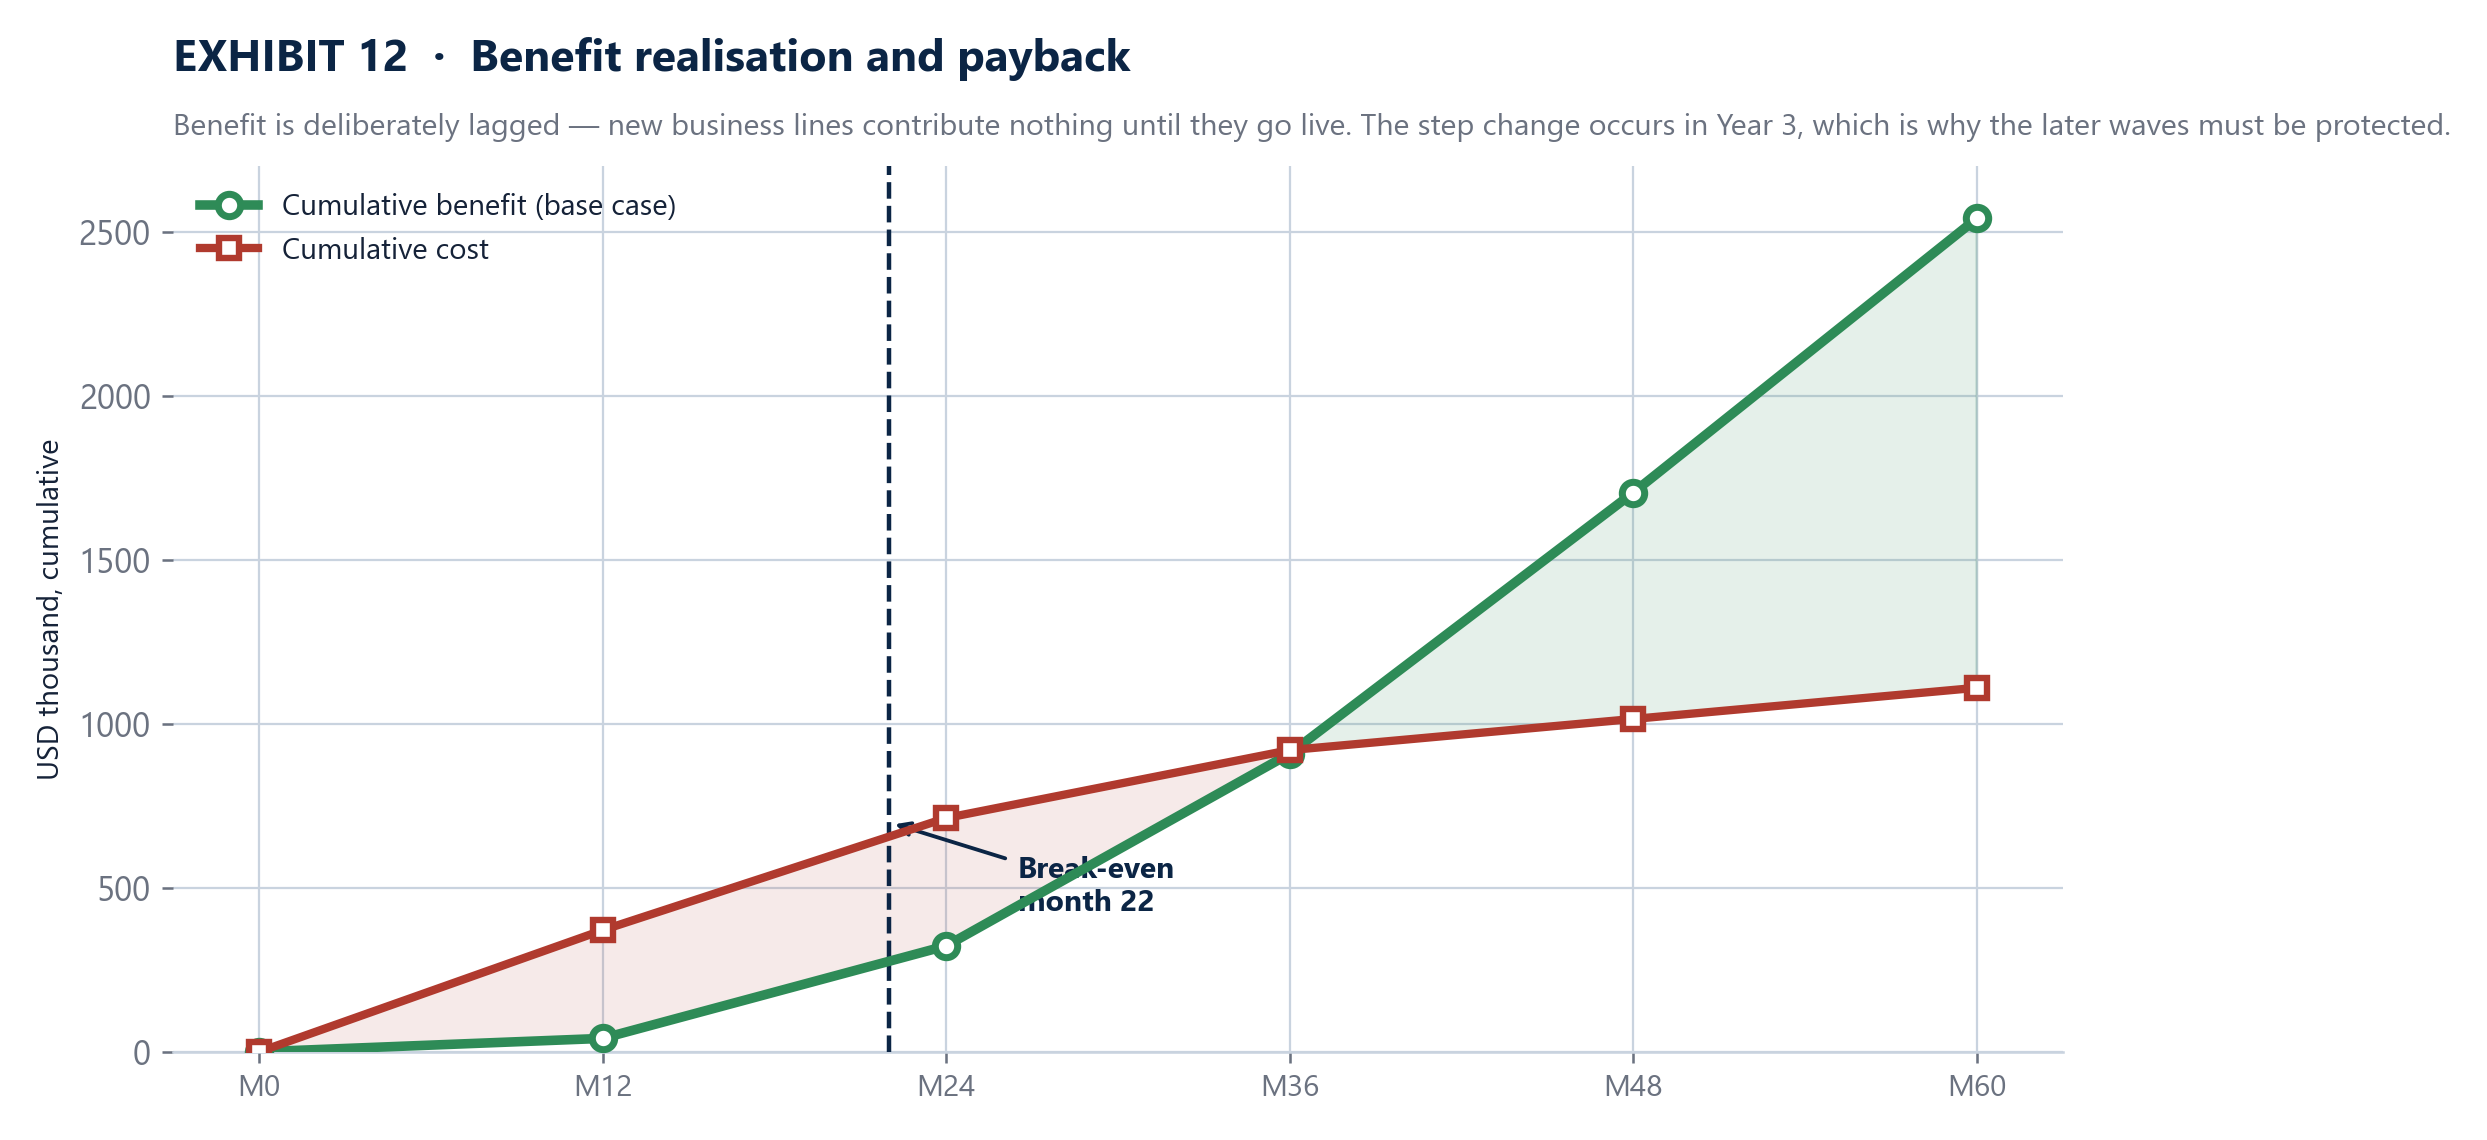 EXHIBIT 12 · Benefit realisation and payback
Benefit is deliberately lagged — new business lines contribute nothing until they go live. The step change occurs in Year 3, which is why the later waves must be protected.
Cumulative benefit (base case)
Cumulative cost
USD thousand, cumulative
2500
2000
1500
1000
500
0
Break-even
month 22
M0
M12
M24
M36
M48
M60